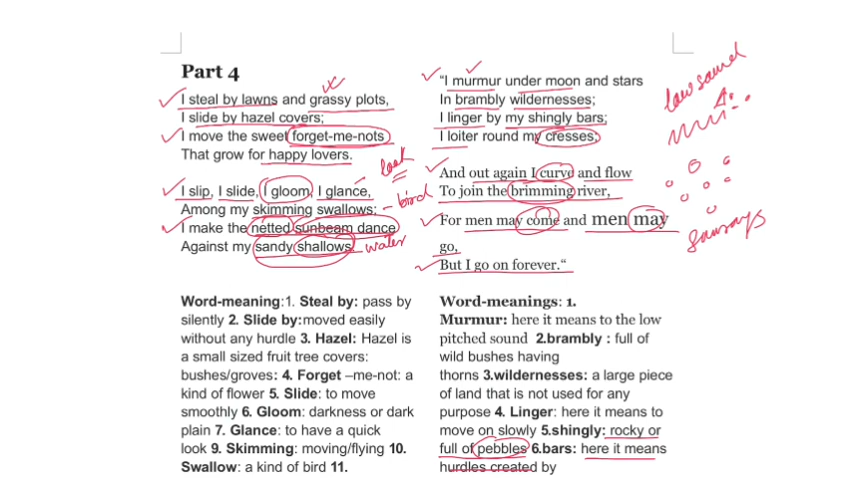 Part 4
I steal by lawns and grassy plots,
I slide by hazel covers;
I move the sweet forget-me-nots
That grow for happy lovers.
look
I slip, I slide, I gloom, I glance,
Among my skimming swallows; - bird
I make the netted sunbeam dance
Against my sandy shallows. water
Word-meaning:1. Steal by: pass by
silently 2. Slide by:moved easily
without any hurdle 3. Hazel: Hazel is
a small sized fruit tree covers:
bushes/groves: 4. Forget –me-not: a
kind of flower 5. Slide: to move
smoothly 6. Gloom: darkness or dark
plain 7. Glance: to have a quick
look 9. Skimming: moving/flying 10.
Swallow: a kind of bird 11.
"I murmur under moon and stars
In brambly wildernesses;
I linger by my shingly bars;
I loiter round my cresses;
And out again I curve and flow
To join the brimming river,
For men may come and men may
go,
But I go on forever.“
Word-meanings: 1.
Murmur: here it means to the low
pitched sound 2.brambly : full of
wild bushes having
thorns 3.wildernesses: a large piece
of land that is not used for any
purpose 4. Linger: here it means to
move on slowly 5.shingly: rocky or
full of pebbles 6.bars: here it means
hurdles created by